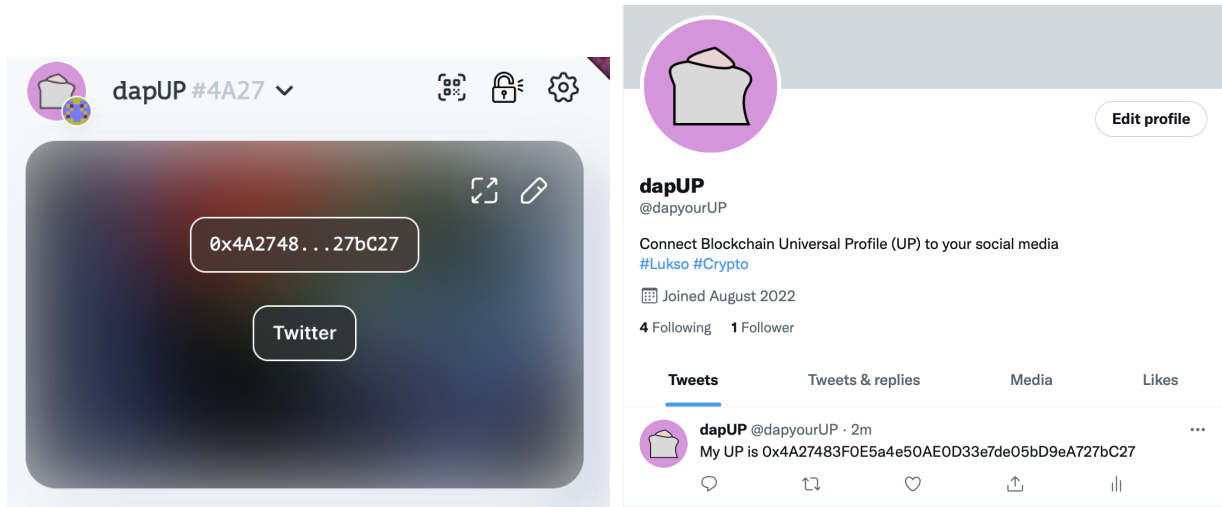 dapUP #4A27
0x4A2748...27bC27
Twitter
Edit profile
dapUP
@dapyourUP
Connect Blockchain Universal Profile (UP) to your social media
#Lukso #Crypto
Joined August 2022
4 Following 1 Follower
Tweets Tweets & replies Media Likes
dapUP @dapyourUP · 2m
My UP is 0x4A27483F0E5a4e50AE0D33e7de05bD9eA727bC27